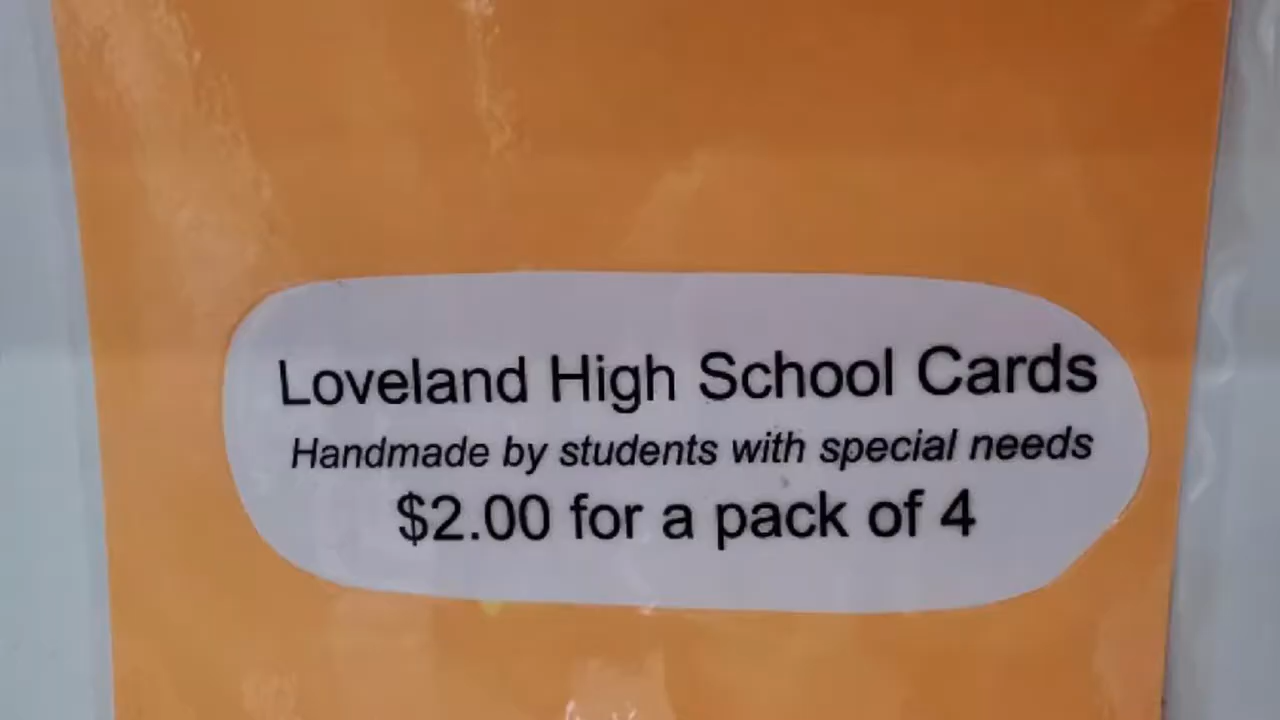 Loveland High School Cards
Handmade by students with special needs
$2.00 for a pack of 4